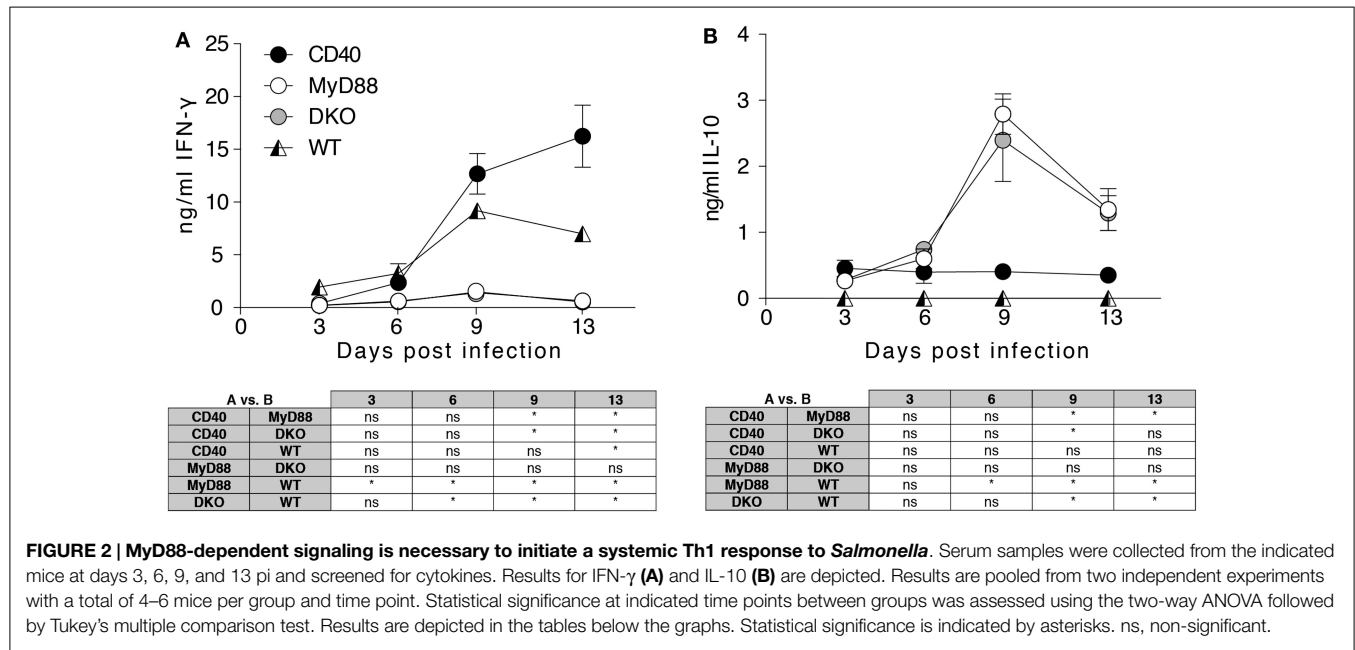 A
25
20
15
10
5
0
ng/ml IFN-γ
CD40
MyD88
DKO
WT
0 3 6 9 13
Days post infection
B
4
3
2
1
0
ng/ml IL-10
0 3 6 9 13
Days post infection
A vs. B 3 6 9 13
CD40 MyD88 ns ns * *
CD40 DKO ns ns * *
CD40 WT ns ns ns *
MyD88 DKO ns ns ns ns
MyD88 WT * * * *
DKO WT ns * * *
A vs. B 3 6 9 13
CD40 MyD88 ns ns * *
CD40 DKO ns ns * ns
CD40 WT ns ns ns ns
MyD88 DKO ns ns ns ns
MyD88 WT ns * * *
DKO WT ns ns * *
FIGURE 2 | MyD88-dependent signaling is necessary to initiate a systemic Th1 response to Salmonella. Serum samples were collected from the indicated
mice at days 3, 6, 9, and 13 pi and screened for cytokines. Results for IFN-γ (A) and IL-10 (B) are depicted. Results are pooled from two independent experiments
with a total of 4–6 mice per group and time point. Statistical significance at indicated time points between groups was assessed using the two-way ANOVA followed
by Tukey's multiple comparison test. Results are depicted in the tables below the graphs. Statistical significance is indicated by asterisks. ns, non-significant.